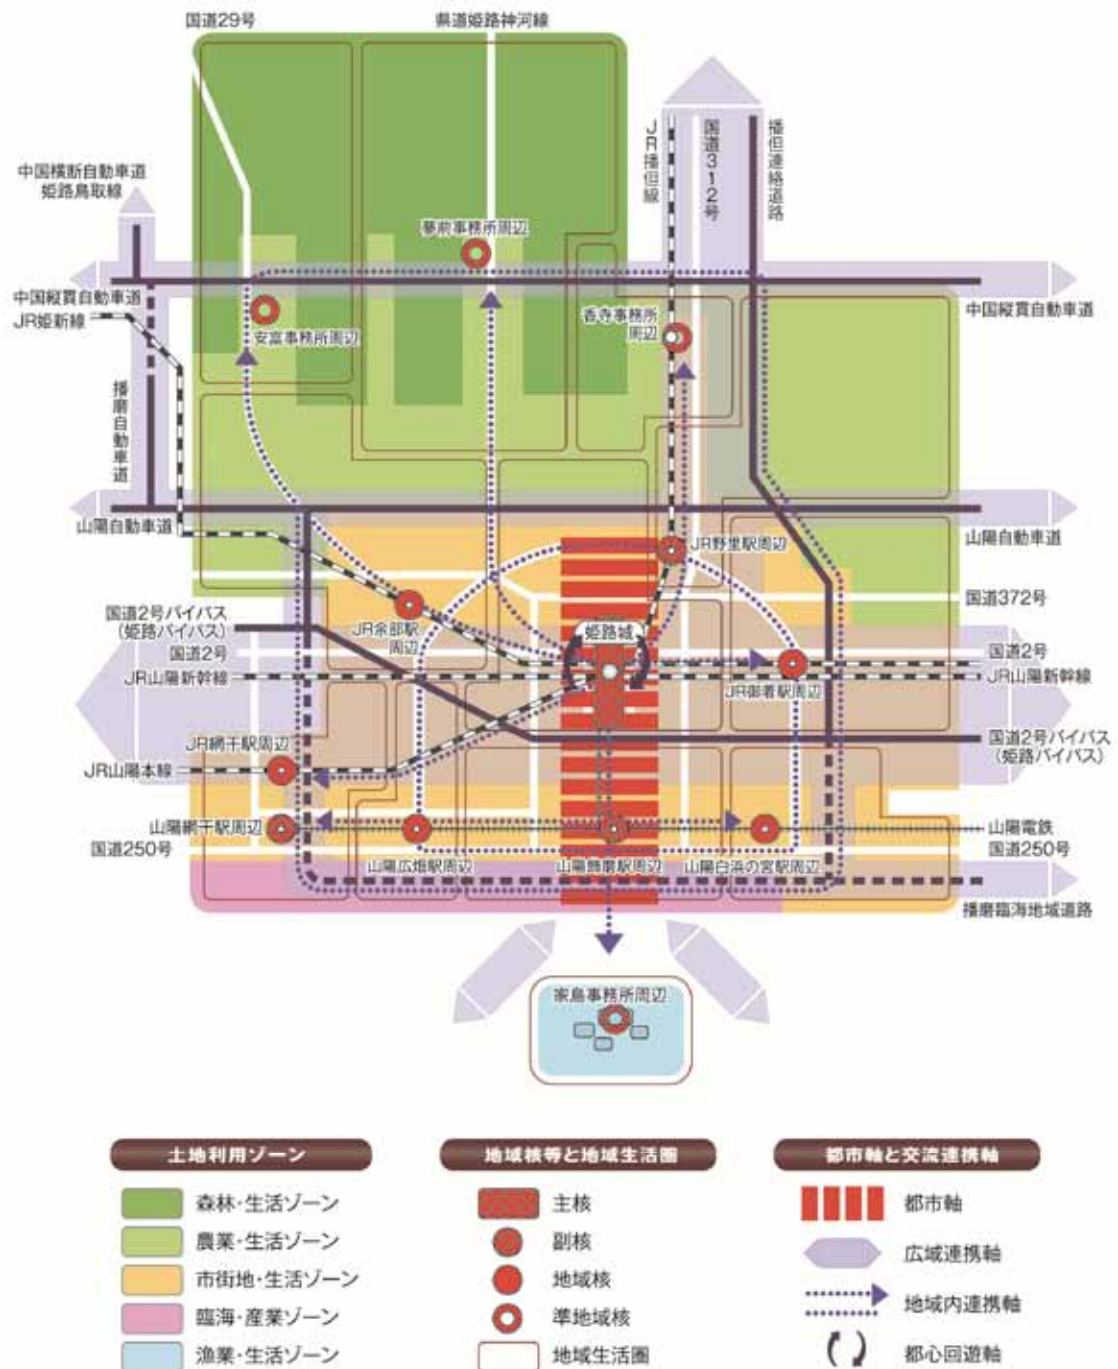 国道29号
県道姫路神河線
JR播但線
国道312号
播但連絡道路
中国横断自動車道
姫路鳥取線
夢前事務所周辺
中国縦貫自動車道
JR姫新線
安富事務所周辺
香寺事務所
周辺
中国縦貫自動車道
播磨自動車道
山陽自動車道
JR野里駅周辺
山陽自動車道
国道2号バイパス
(姫路バイパス)
JR余部駅
周辺
姫路城
国道372号
国道2号
国道2号
JR山陽新幹線
JR御着駅周辺
JR山陽新幹線
JR網干駅周辺
国道2号バイパス
(姫路バイパス)
JR山陽本線
山陽網干駅周辺
山陽電鉄
国道250号
国道250号
山陽広畑駅周辺
山陽飾磨駅周辺
山陽白浜の宮駅周辺
播磨臨海地域道路
家島事務所周辺
土地利用ゾーン
森林・生活ゾーン
農業・生活ゾーン
市街地・生活ゾーン
臨海・産業ゾーン
漁業・生活ゾーン
地域核等と地域生活圏
主核
副核
地域核
準地域核
地域生活圏
都市軸と交流連携軸
都市軸
広域連携軸
地域内連携軸
都心回遊軸